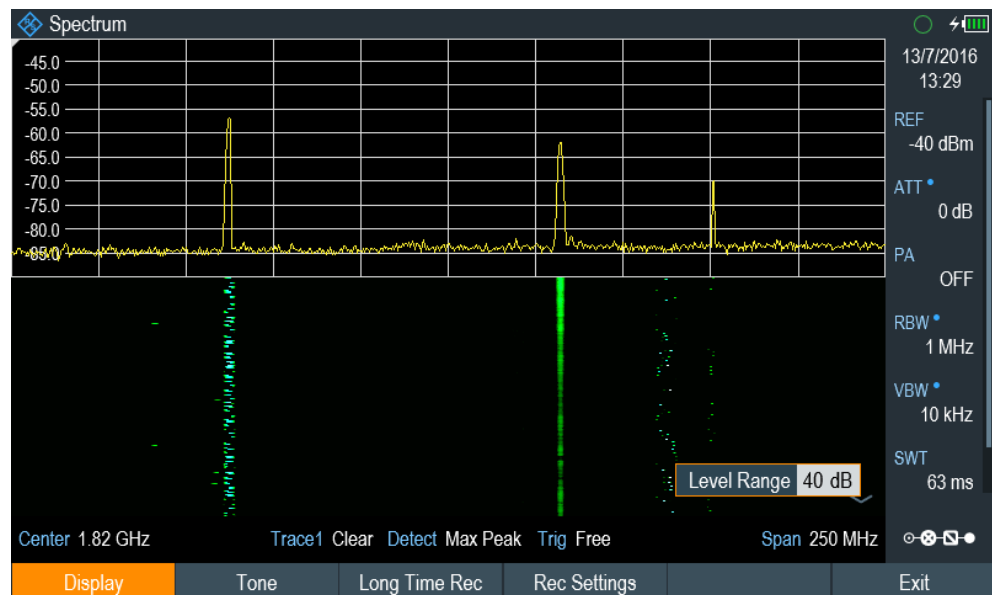 Spectrum
13/7/2016
13:29
-45.0
-50.0
-55.0
-60.0
-65.0
-70.0
-75.0
-80.0
-85.0
REF
-40 dBm
ATT
0 dB
PA
OFF
RBW
1 MHz
VBW
10 kHz
SWT
63 ms
Level Range 40 dB
Center 1.82 GHz Trace1 Clear Detect Max Peak Trig Free Span 250 MHz
Display Tone Long Time Rec Rec Settings Exit